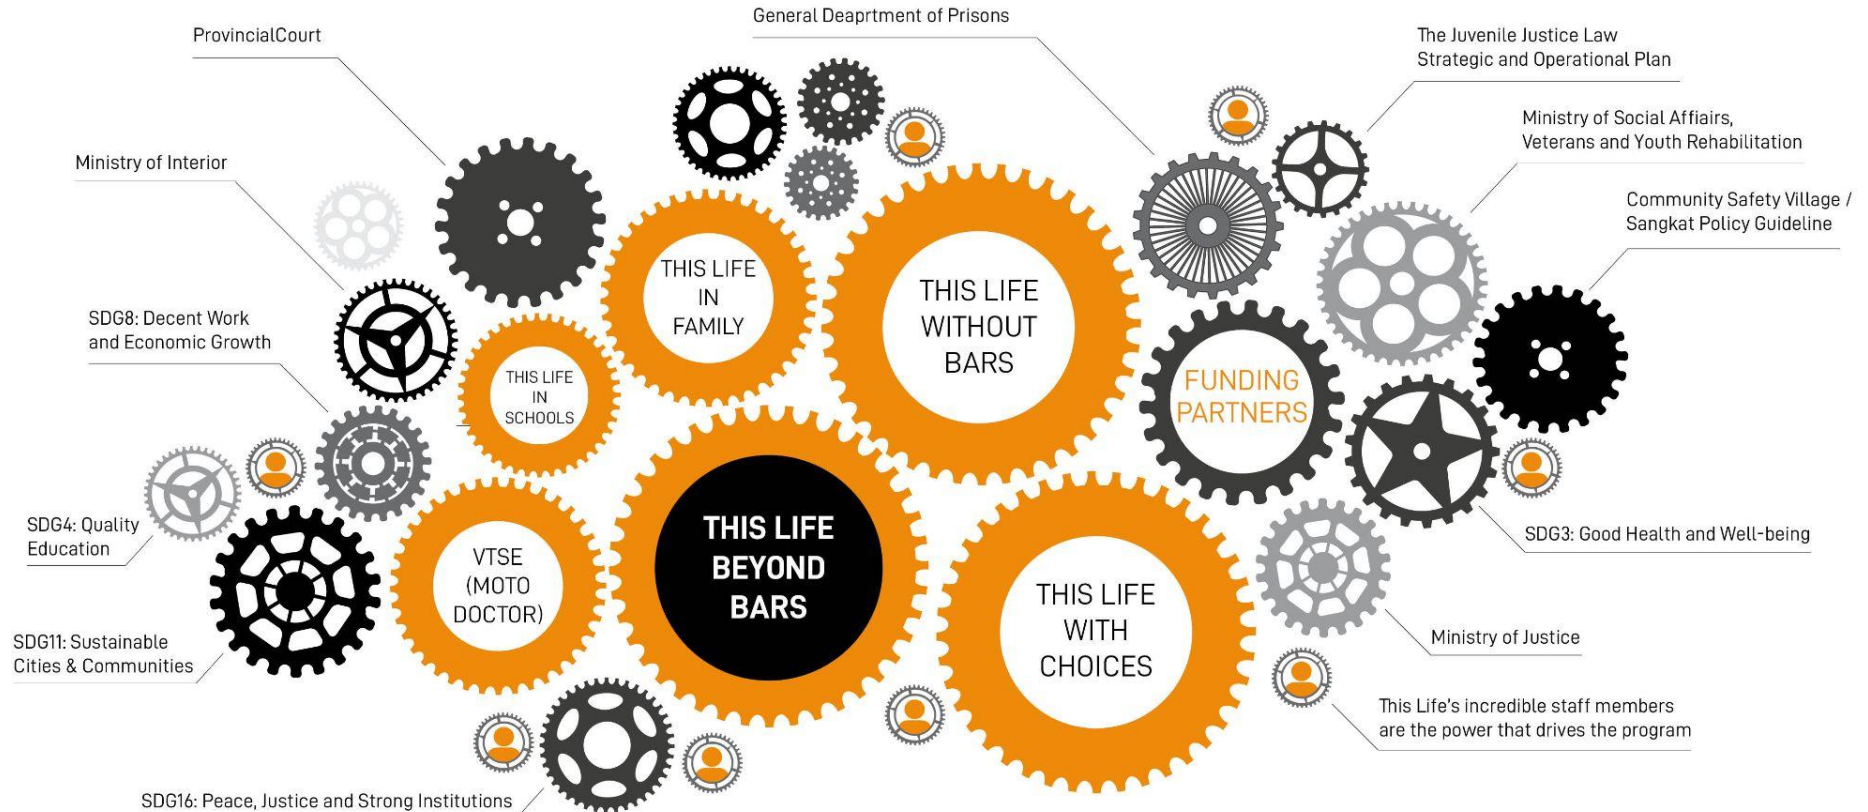 General Deaprtment of Prisons
ProvincialCourt
The Juvenile Justice Law
Strategic and Operational Plan
Ministry of Social Affiairs,
Veterans and Youth Rehabilitation
Ministry of Interior
Community Safety Village /
Sangkat Policy Guideline
THIS LIFE
IN
FAMILY
THIS LIFE
WITHOUT
BARS
SDG8: Decent Work
and Economic Growth
THIS LIFE
IN
SCHOOLS
FUNDING
PARTNERS
SDG4: Quality
Education
VTSE
(MOTO
DOCTOR)
THIS LIFE
BEYOND
BARS
THIS LIFE
WITH
CHOICES
SDG3: Good Health and Well-being
SDG11: Sustainable
Cities & Communities
Ministry of Justice
This Life's incredible staff members
are the power that drives the program
SDG16: Peace, Justice and Strong Institutions